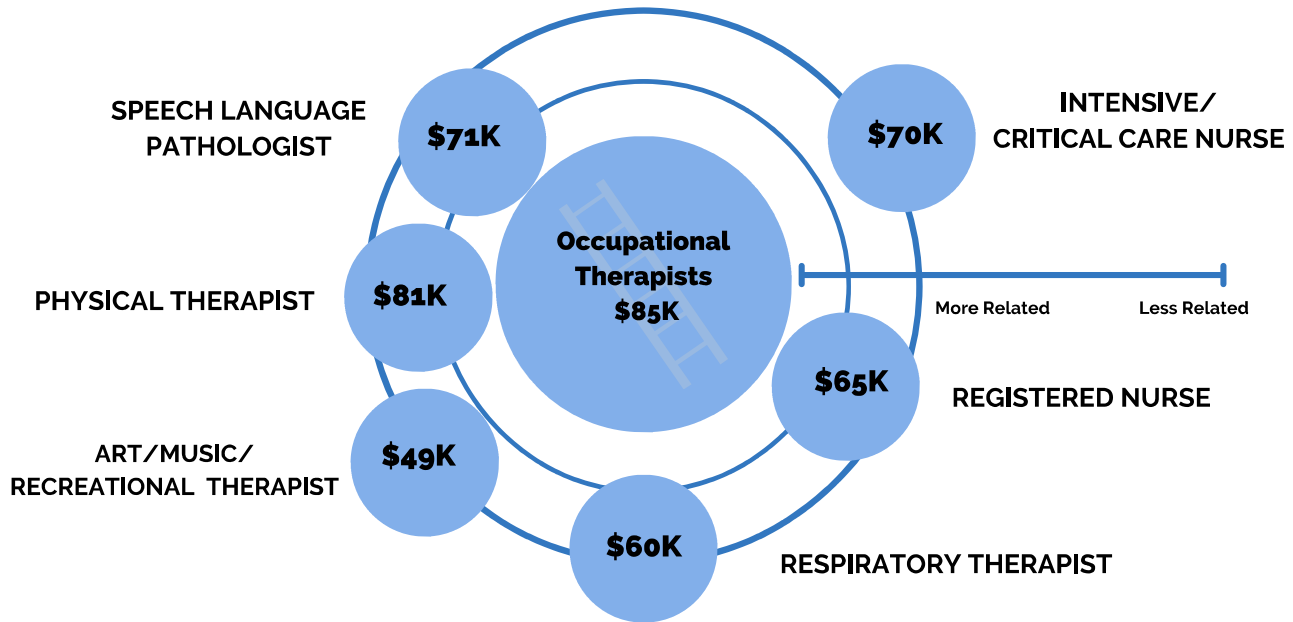 SPEECH LANGUAGE
PATHOLOGIST
$71K
$70K
INTENSIVE/
CRITICAL CARE NURSE
Occupational
Therapists
$85K
PHYSICAL THERAPIST
$81K
More Related
Less Related
$65K
REGISTERED NURSE
ART/MUSIC/
RECREATIONAL THERAPIST
$49K
$60K
RESPIRATORY THERAPIST